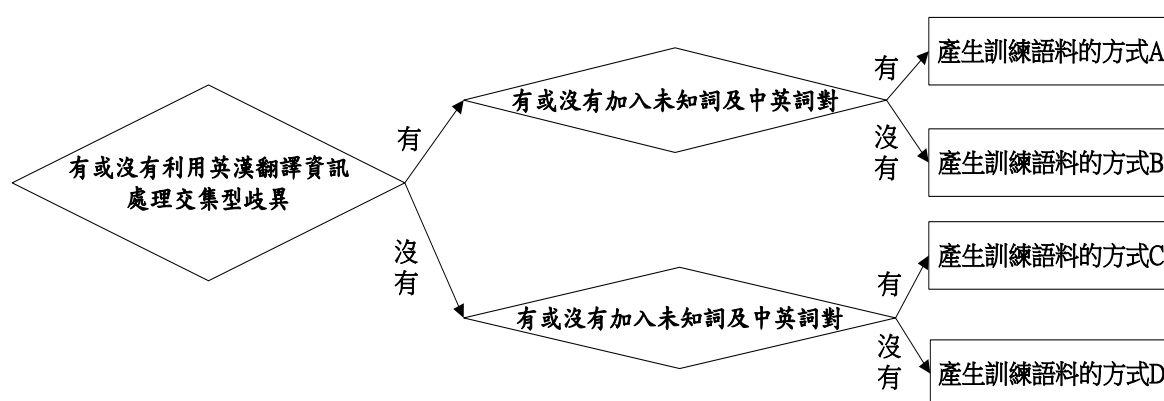 有或沒有利用英漢翻譯資訊
處理交集型歧異
有
沒
有
有或沒有加入未知詞及中英詞對
有
沒
有
產生訓練語料的方式A
產生訓練語料的方式B
有或沒有加入未知詞及中英詞對
有
沒
有
產生訓練語料的方式C
產生訓練語料的方式D